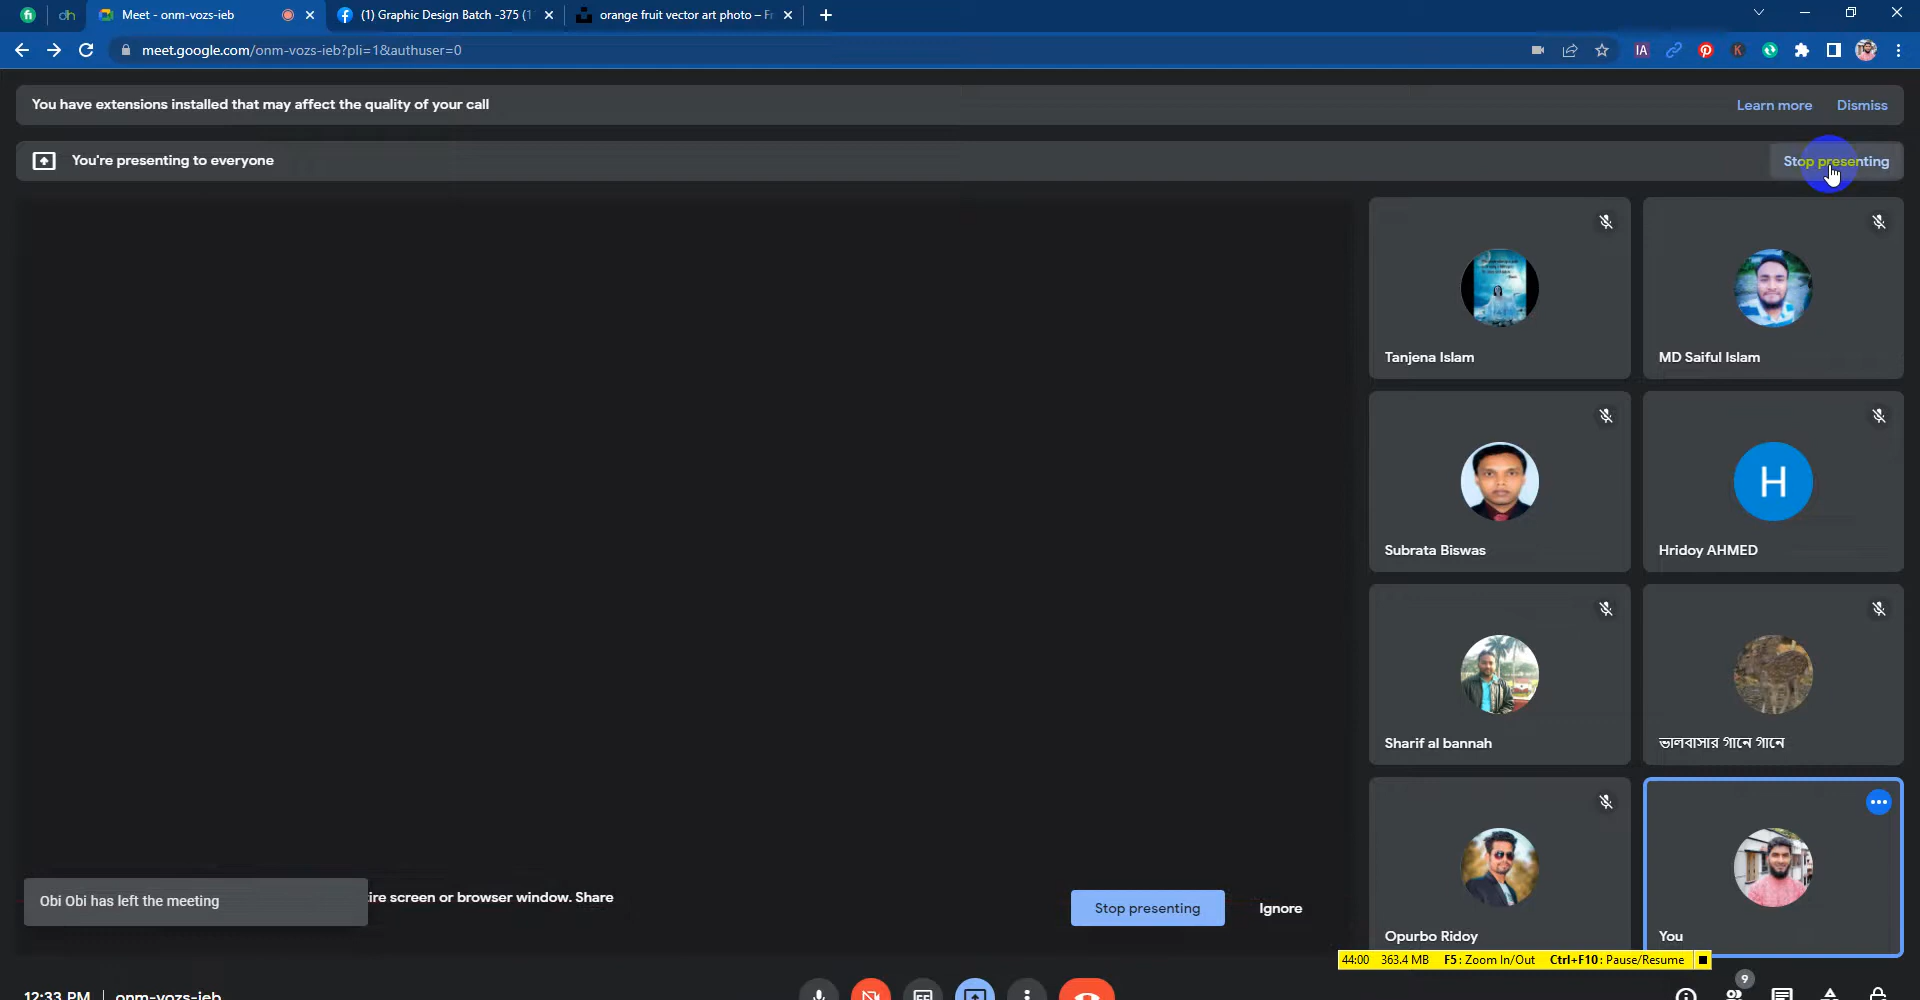 Meet - onm-vozs-ieb
(1) Graphic Design Batch -375 (1
orange fruit vector art photo – Fr
meet.google.com/onm-vozs-ieb?pli=1&authuser=0
IA
K
You have extensions installed that may affect the quality of your call
Learn more
Dismiss
You're presenting to everyone
Stop presenting
Tanjena Islam
MD Saiful Islam
Subrata Biswas
H
Hridoy AHMED
Sharif al bannah
ভালবাসার গানে গানে
Obi Obi has left the meeting
ire screen or browser window. Share
Stop presenting
Ignore
Opurbo Ridoy
You
44:00 363.4 MB F5: Zoom In/Out Ctrl+F10: Pause/Resume
9
12:33 PM | onm-vozs-ieb